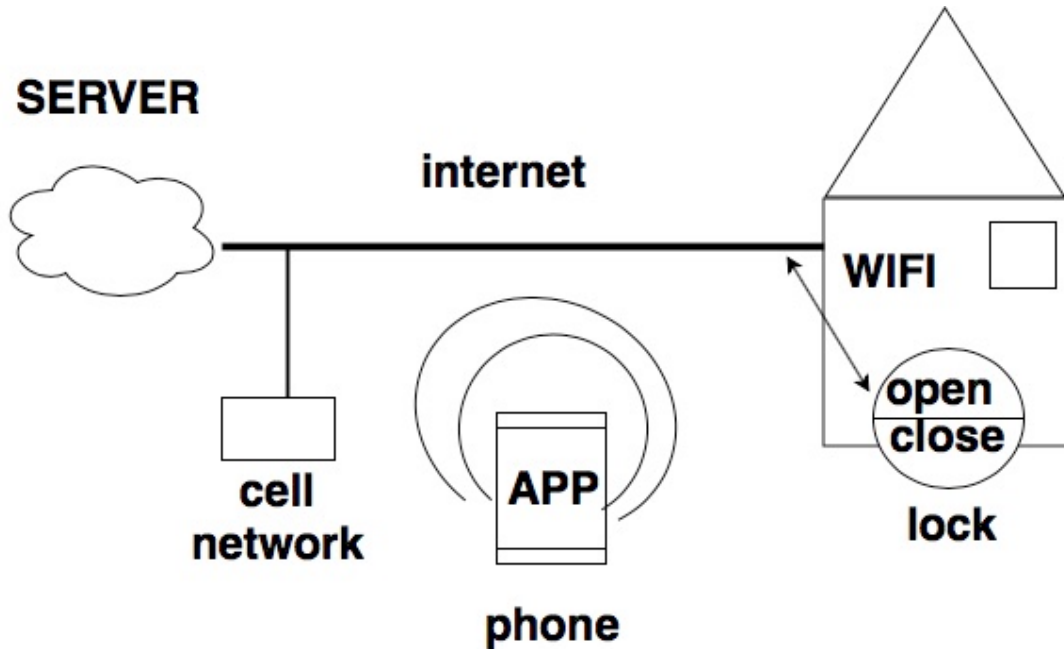 SERVER
internet
WIFI
open
close
lock
APP
cell
network
phone